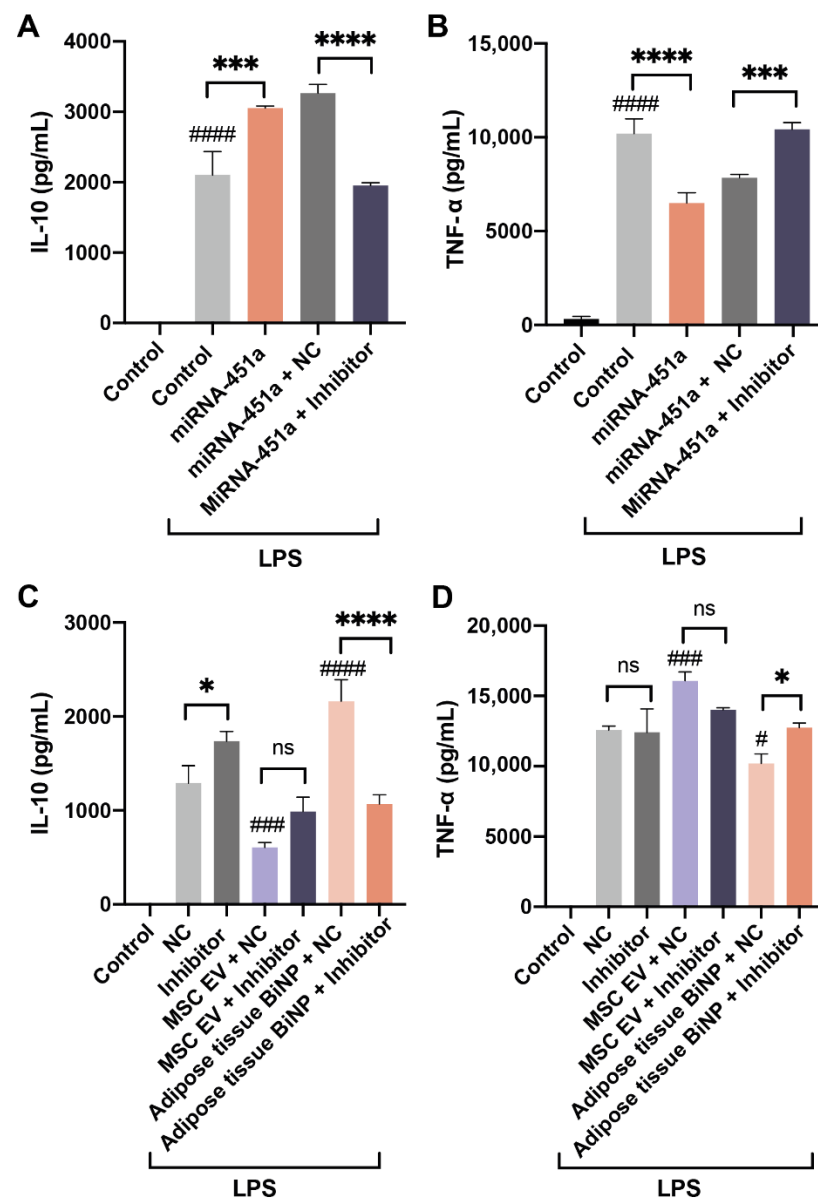 A
IL-10 (pg/mL)
4000
3000
2000
1000
0
####
***
****
Control
Control
miRNA-451a
miRNA-451a + NC
MiRNA-451a + Inhibitor
LPS
B
TNF-α (pg/mL)
15,000
10,000
5000
0
####
****
***
Control
Control
miRNA-451a
miRNA-451a + NC
MiRNA-451a + Inhibitor
LPS
C
IL-10 (pg/mL)
3000
2000
1000
0
*
###
ns
####
****
Control
NC
Inhibitor
MSC EV + NC
MSC EV + Inhibitor
Adipose tissue BiNP + NC
Adipose tissue BiNP + Inhibitor
LPS
D
TNF-α (pg/mL)
20,000
15,000
10,000
5000
0
ns
###
ns
#
*
Control
NC
Inhibitor
MSC EV + NC
MSC EV + Inhibitor
Adipose tissue BiNP + NC
Adipose tissue BiNP + Inhibitor
LPS